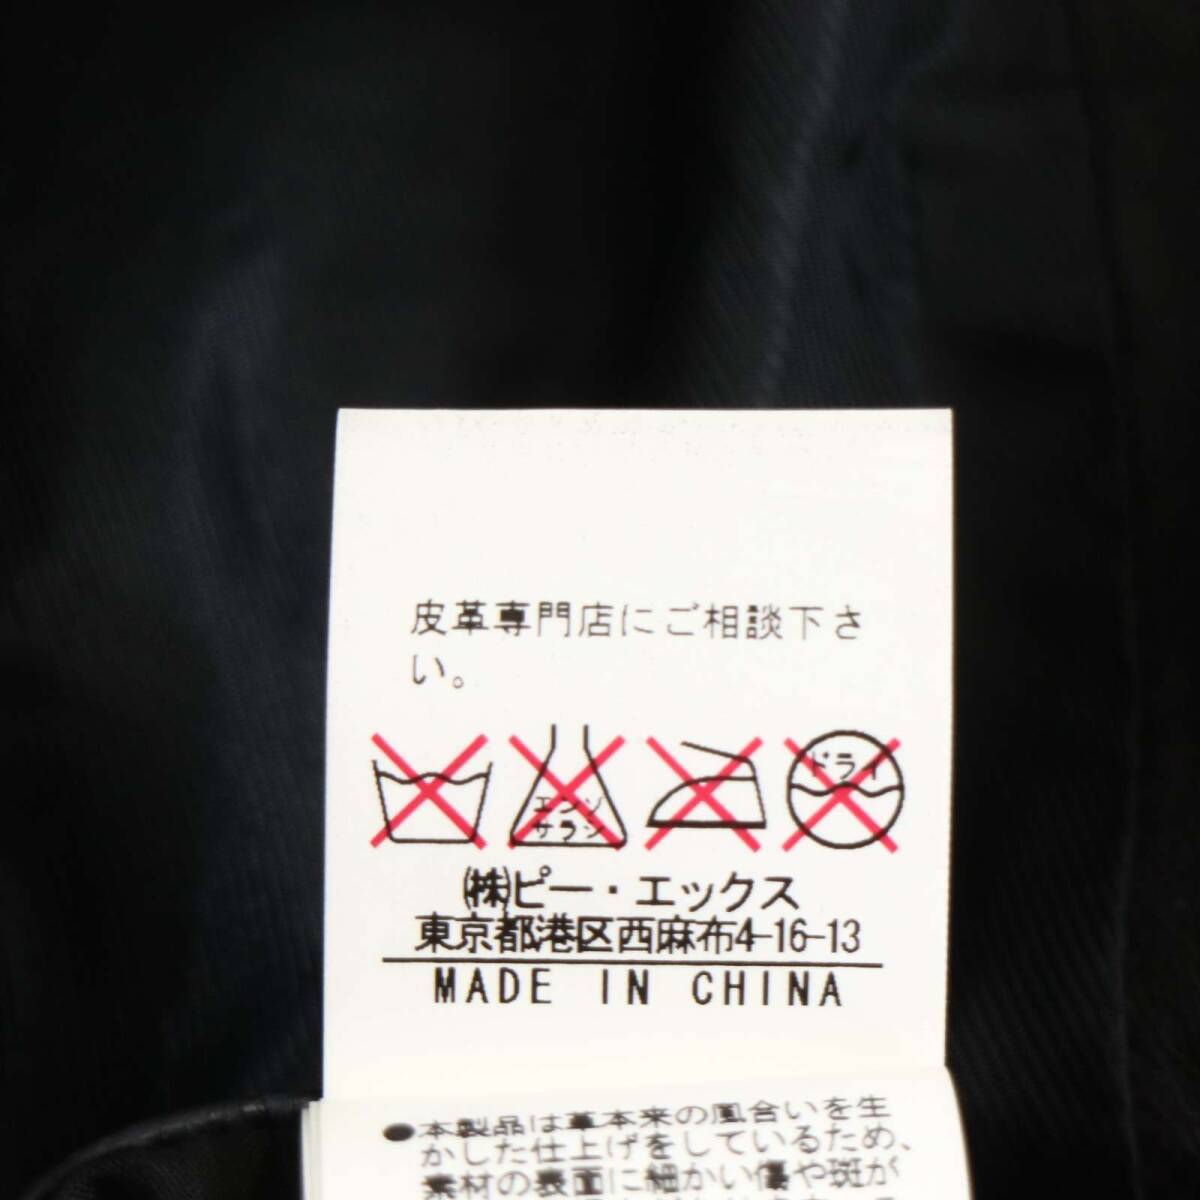 皮革専門店にご相談下さ
い。
エンソ
サラシ
ドライ
㈱ピー・エックス
東京都港区西麻布4-16-13
MADE IN CHINA
●本製品は革本来の風合いを生
かした仕上げをしているため、
素材の表面に細かい傷や斑が